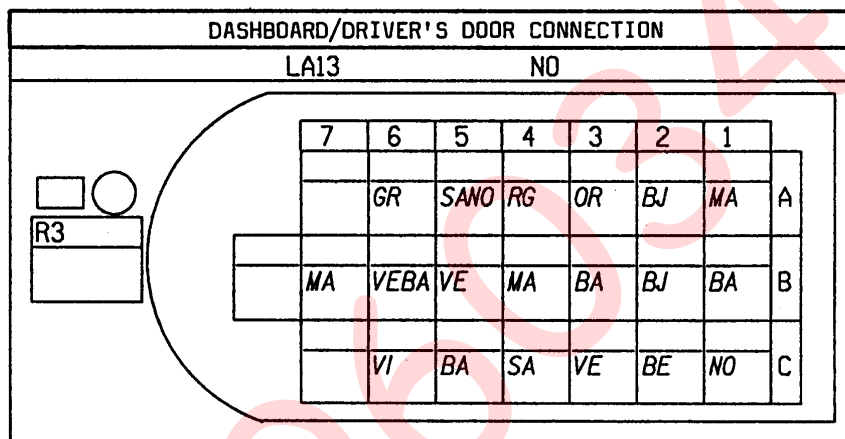 DASHBOARD/DRIVER'S DOOR CONNECTION
LA13 NO
7 6 5 4 3 2 1
GR SANO RG OR BJ MA A
R3
MA VEBA VE MA BA BJ BA B
VI BA SA VE BE NO C